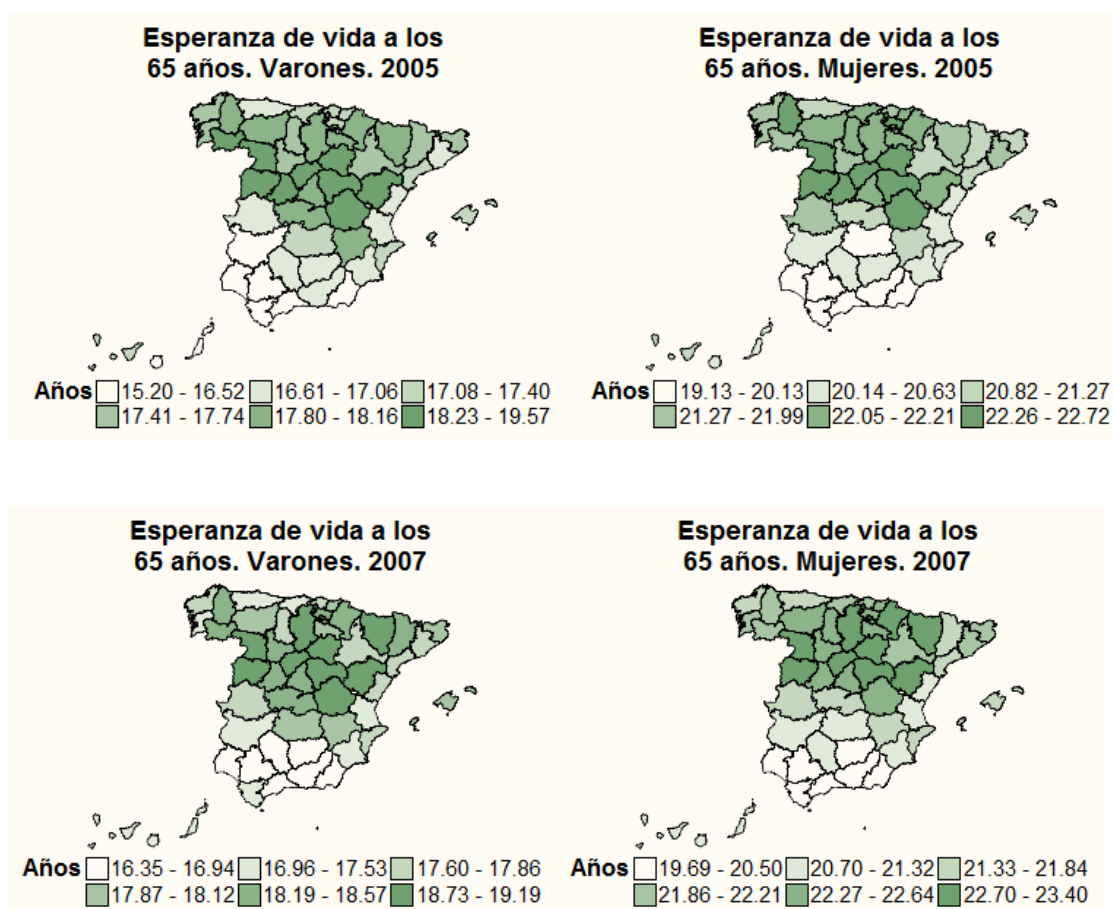 Esperanza de vida a los
65 años. Varones. 2005
Años 15.20 - 16.52 16.61 - 17.06 17.08 - 17.40
17.41 - 17.74 17.80 - 18.16 18.23 - 19.57
Esperanza de vida a los
65 años. Mujeres. 2005
Años 19.13 - 20.13 20.14 - 20.63 20.82 - 21.27
21.27 - 21.99 22.05 - 22.21 22.26 - 22.72
Esperanza de vida a los
65 años. Varones. 2007
Años 16.35 - 16.94 16.96 - 17.53 17.60 - 17.86
17.87 - 18.12 18.19 - 18.57 18.73 - 19.19
Esperanza de vida a los
65 años. Mujeres. 2007
Años 19.69 - 20.50 20.70 - 21.32 21.33 - 21.84
21.86 - 22.21 22.27 - 22.64 22.70 - 23.40